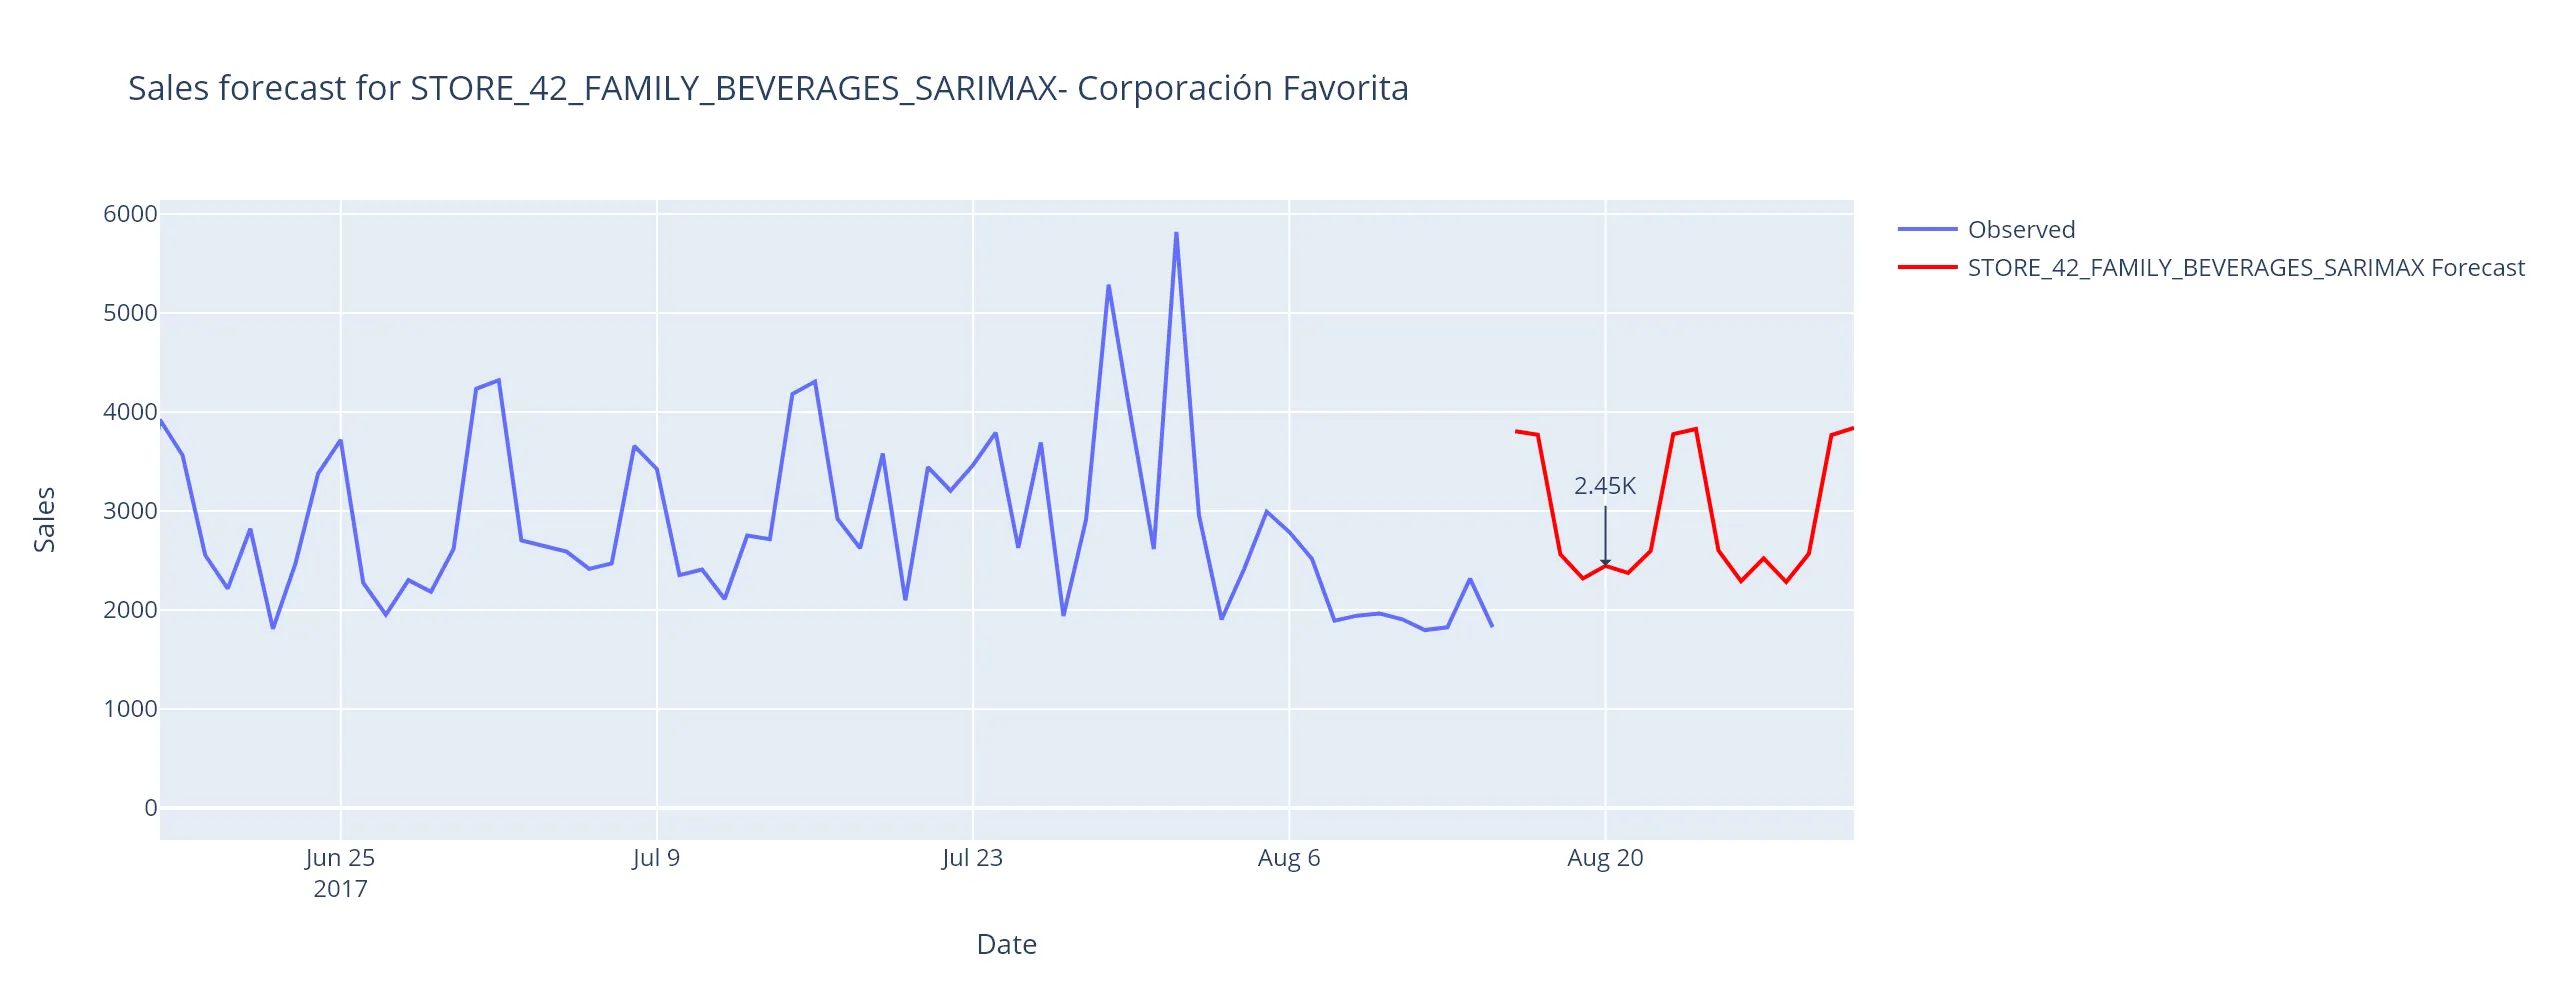 Sales forecast for STORE_42_FAMILY_BEVERAGES_SARIMAX- Corporación Favorita
Observed
STORE_42_FAMILY_BEVERAGES_SARIMAX Forecast
6000
5000
4000
3000
2000
1000
0
Sales
2.45K
Jun 25
2017
Jul 9
Jul 23
Aug 6
Aug 20
Date